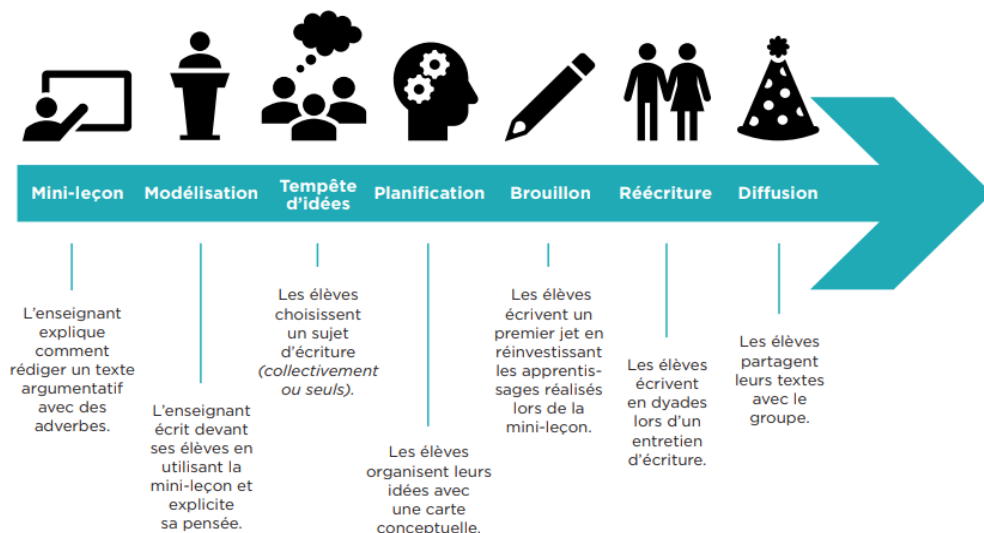 Mini-leçon
Modélisation
Tempête
d'idées
Planification
Brouillon
Réécriture
Diffusion
L'enseignant
explique
comment
rédiger un texte
argumentatif
avec des
adverbes.
L'enseignant
écrit devant
ses élèves en
utilisant la
mini-leçon et
explicite
sa pensée.
Les élèves
choisissent
un sujet
d'écriture
(collectivement
ou seuls).
Les élèves
organisent leurs
idées avec
une carte
conceptuelle.
Les élèves
écrivent un
premier jet en
réinvestissant
les apprentis-
sages réalisés
lors de la
mini-leçon.
Les élèves
écrivent
en dyades
lors d'un
entretien
d'écriture.
Les élèves
partagent
leurs textes
avec le
groupe.